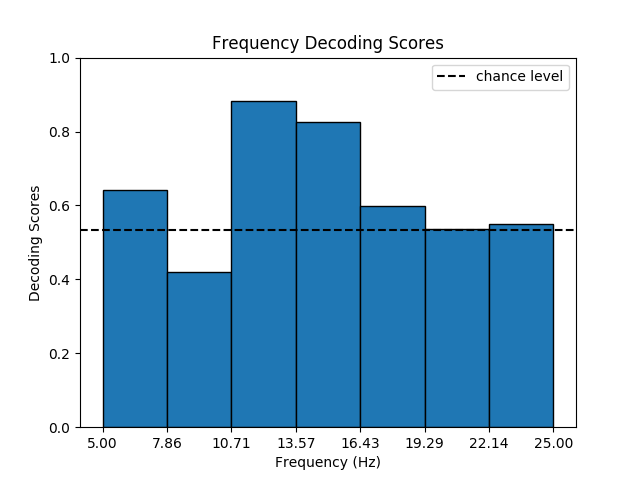 Frequency Decoding Scores
chance level
Decoding Scores
1.0
0.8
0.6
0.4
0.2
0.0
5.00 7.86 10.71 13.57 16.43 19.29 22.14 25.00
Frequency (Hz)